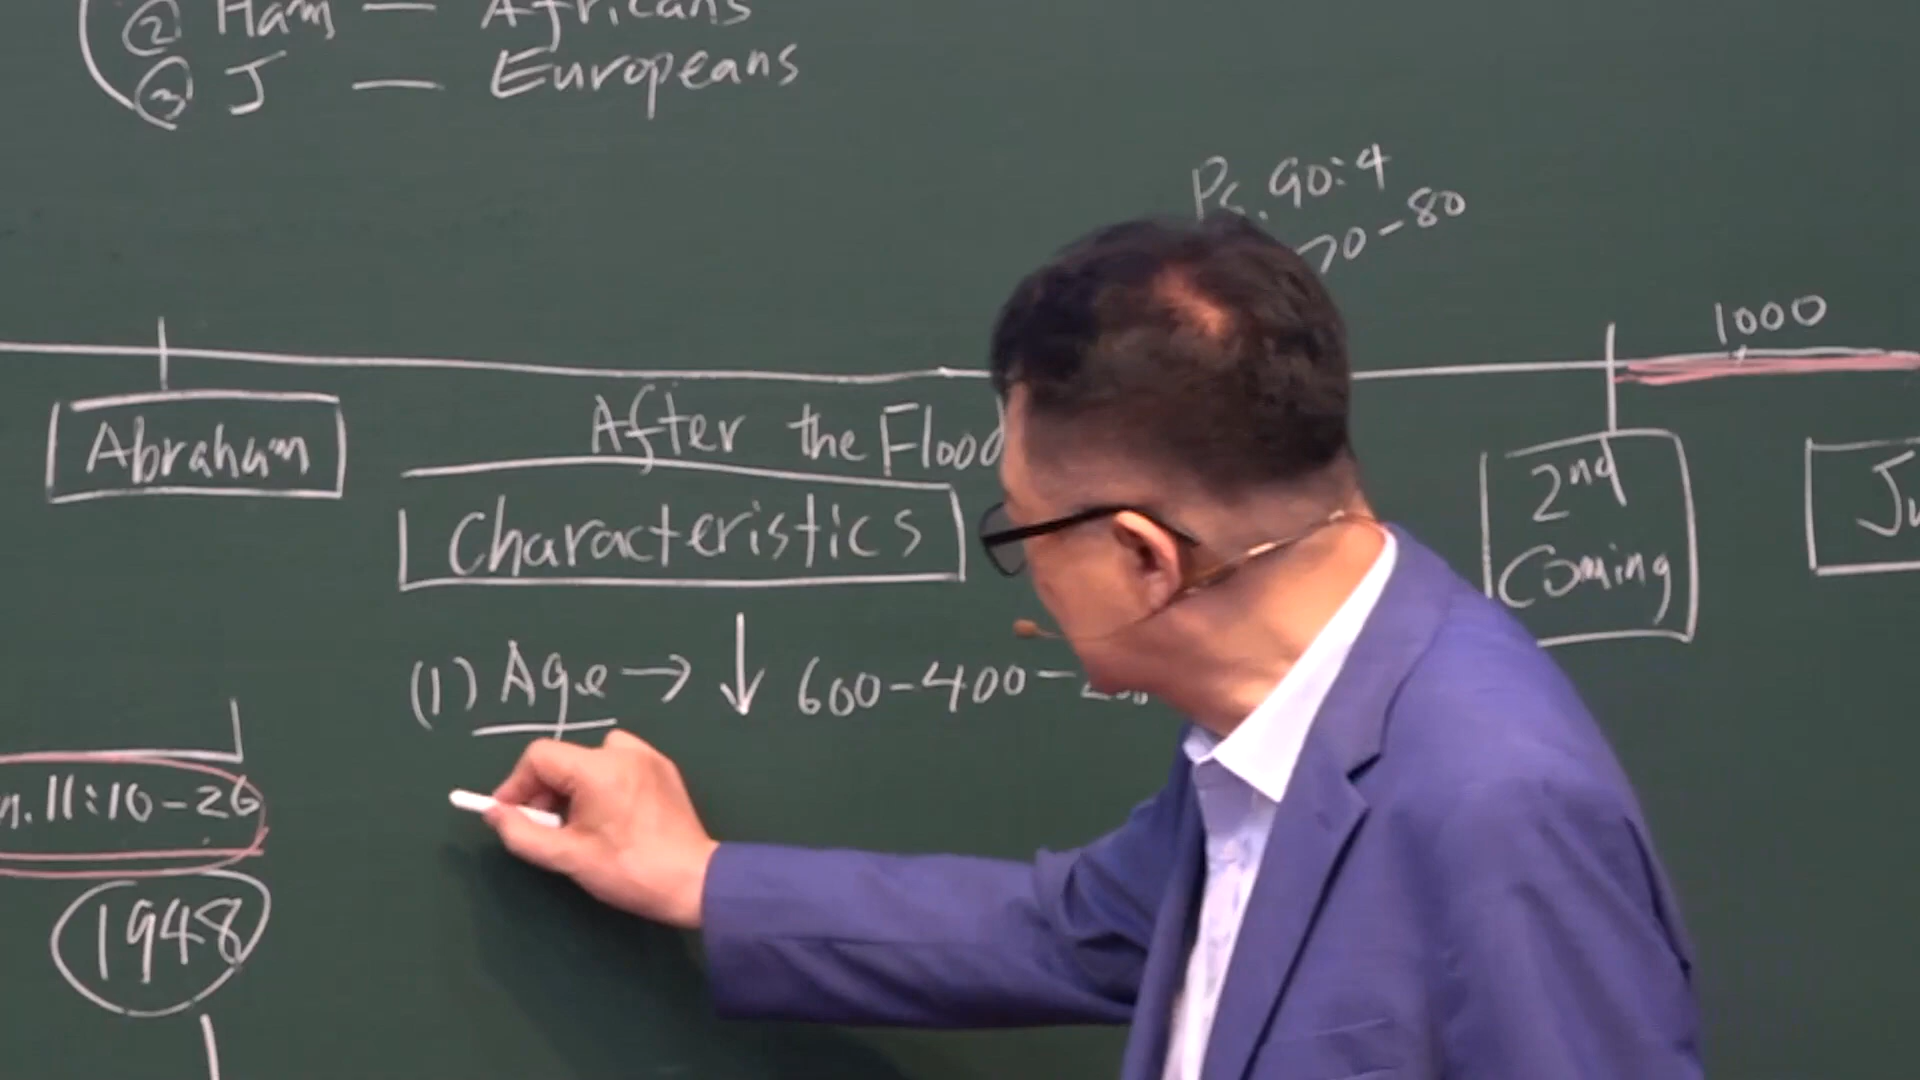 ② Ham — Africans
③ J — Europeans
Ps. 90:4
70-80
1000
Abraham
After the Flood
Characteristics
2nd
Coming
(1) Age → ↓ 600-400-
11:10-26
1948